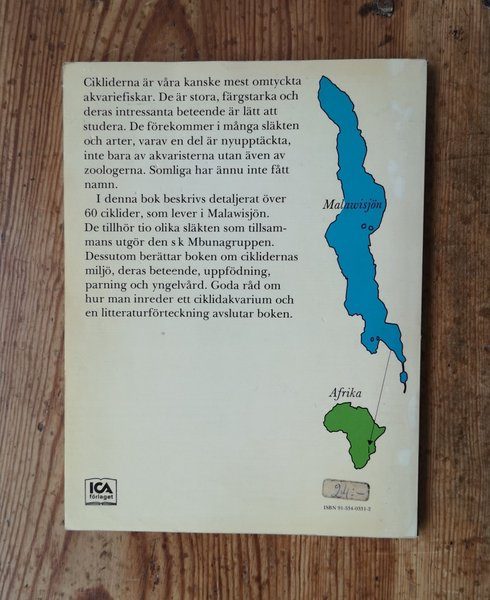 Cikliderna är våra kanske mest omtyckta
akvariefiskar. De är stora, färgstarka och
deras intressanta beteende är lätt att
studera. De förekommer i många släkten
och arter, varav en del är nyupptäckta,
inte bara av akvaristerna utan även av
zoologerna. Somliga har ännu inte fått
namn.
I denna bok beskrivs detaljerat över
60 ciklider, som lever i Malawisjön.
De tillhör tio olika släkten som tillsam-
mans utgör den s k Mbunagruppen.
Dessutom berättar boken om ciklidernas
miljö, deras beteende, uppfödning,
parning och yngelvård. Goda råd om
hur man inreder ett ciklidakvarium och
en litteraturförteckning avslutar boken.
Malawisjön
Afrika
ICA
förlaget
24:-
ISBN 91-534-0551-2